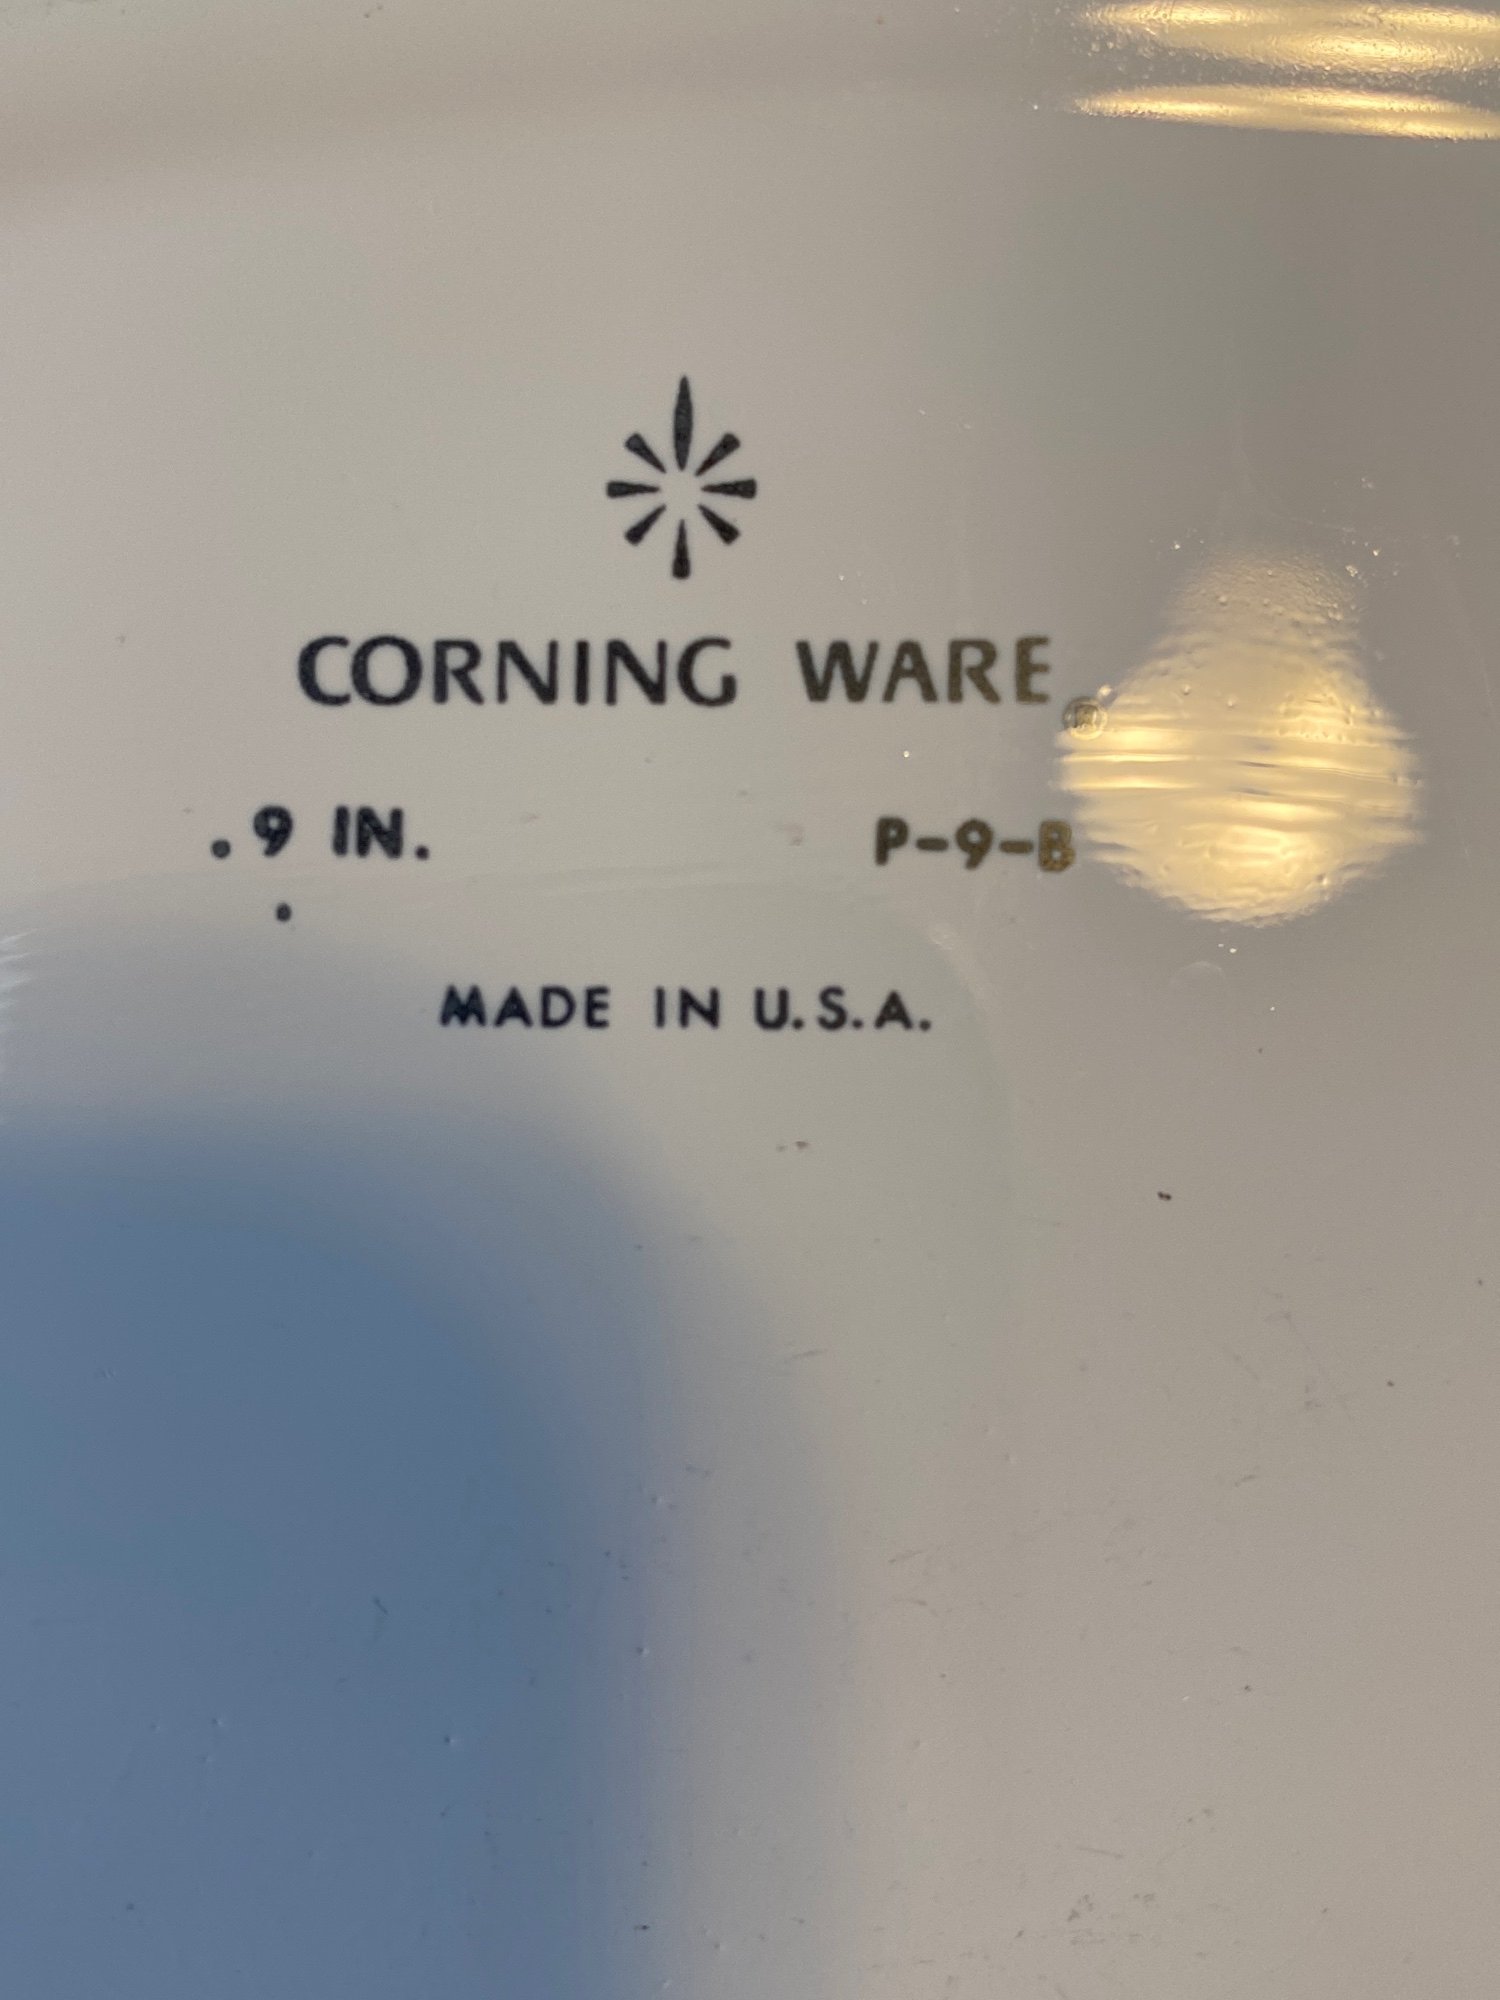 CORNING WARE®
. 9 IN. P-9-B
MADE IN U.S.A.